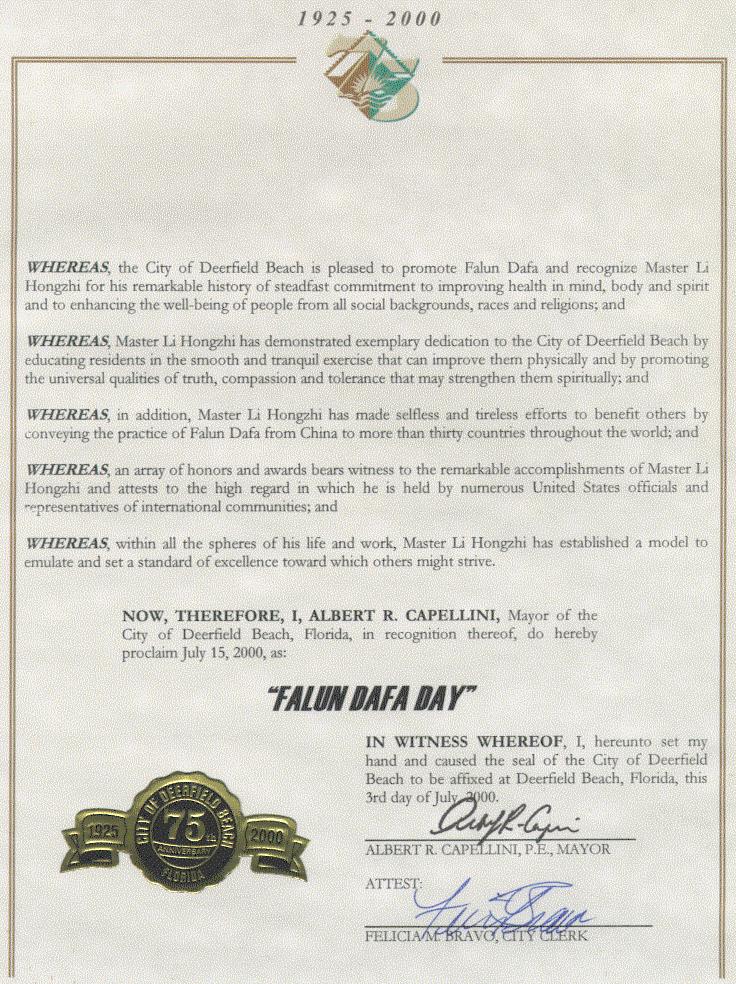 1925 - 2000
WHEREAS, the City of Deerfield Beach is pleased to promote Falun Dafa and recognize Master Li
Hongzhi for his remarkable history of steadfast commitment to improving health in mind, body and spirit
and to enhancing the well-being of people from all social backgrounds, races and religions; and
WHEREAS, Master Li Hongzhi has demonstrated exemplary dedication to the City of Deerfield Beach by
educating residents in the smooth and tranquil exercise that can improve them physically and by promoting
the universal qualities of truth, compassion and tolerance that may strengthen them spiritually; and
WHEREAS, in addition, Master Li Hongzhi has made selfless and tireless efforts to benefit others by
conveying the practice of Falun Dafa from China to more than thirty countries throughout the world; and
WHEREAS, an array of honors and awards bears witness to the remarkable accomplishments of Master Li
Hongzhi and attests to the high regard in which he is held by numerous United States officials and
representatives of international communities; and
WHEREAS, within all the spheres of his life and work, Master Li Hongzhi has established a model to
emulate and set a standard of excellence toward which others might strive.
NOW, THEREFORE, I, ALBERT R. CAPELLINI, Mayor of the
City of Deerfield Beach, Florida, in recognition thereof, do hereby
proclaim July 15, 2000, as:
"FALUN DAFA DAY"
IN WITNESS WHEREOF, I, hereunto set my
hand and caused the seal of the City of Deerfield
Beach to be affixed at Deerfield Beach, Florida, this
3rd day of July, 2000.
ALBERT R. CAPELLINI, P.E., MAYOR
ATTEST:
FELICIA M. BRAVO, CITY CLERK
CITY OF DEERFIELD BEACH
1925
75th
2000
ANNIVERSARY
FLORIDA